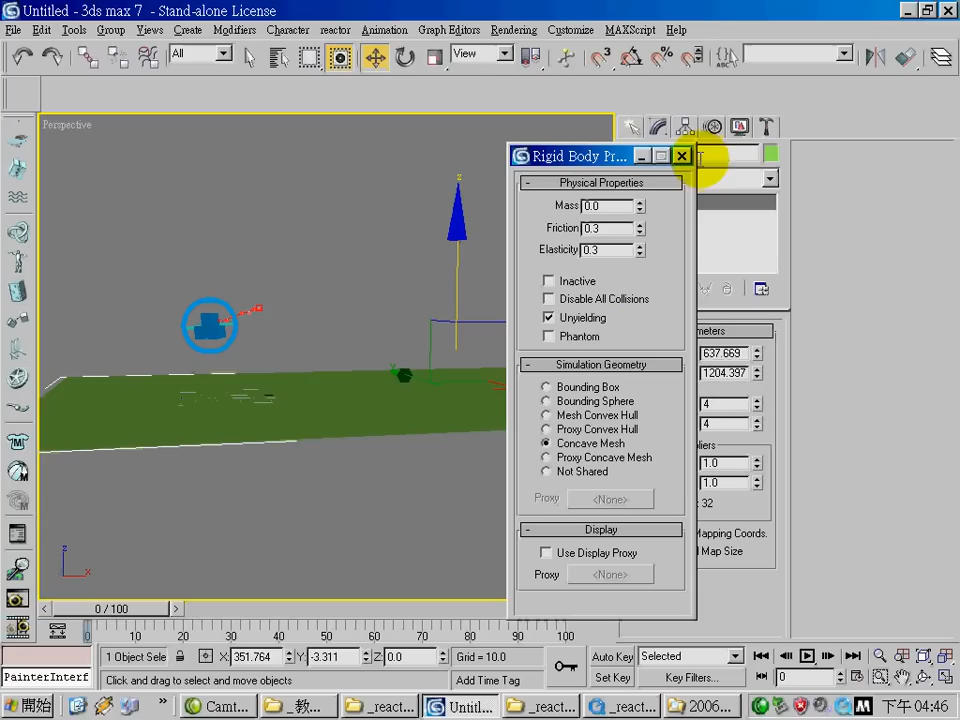 Untitled - 3ds max 7 - Stand-alone License
File Edit Tools Group Views Create Modifiers Character reactor Animation Graph Editors Rendering Customize MAXScript Help
All
View
Perspective
Rigid Body Pr...
Physical Properties
Mass 0.0
Friction 0.3
Elasticity 0.3
Inactive
Disable All Collisions
Unyielding
Phantom
Simulation Geometry
Bounding Box
Bounding Sphere
Mesh Convex Hull
Proxy Convex Hull
Concave Mesh
Proxy Concave Mesh
Not Shared
Proxy <None>
Display
Use Display Proxy
Proxy <None>
meters
637.669
1204.397
4
4
pliers
1.0
1.0
: 32
Mapping Coords.
Map Size
z
y
z
x
0 / 100
0 10 20 30 40 50 60 70 80 90 100
1 Object Sele X: 351.764 Y: -3.311 Z: 0.0 Grid = 10.0 Auto Key Selected
PainterInterf Click and drag to select and move objects Add Time Tag Set Key Key Filters... 0
開始 Camt... _教... _react... Untitl... _react... _react... 2006... 下午 04:46